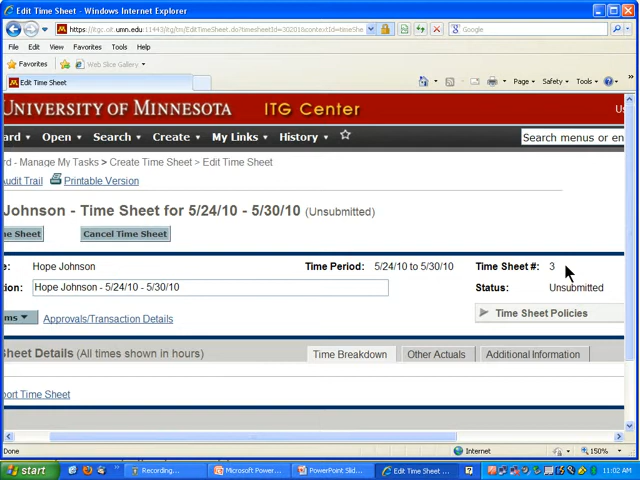 Edit Time Sheet - Windows Internet Explorer
https://itgc.oit.umn.edu:11443/itg/tm/EditTimeSheet.do?timesheetId=30201&contextId=timeShe
Google
File Edit View Favorites Tools Help
Favorites Web Slice Gallery
Edit Time Sheet
Page Safety Tools
UNIVERSITY OF MINNESOTA ITG CENTER
ard Open Search Create My Links History Search menus or en
rd - Manage My Tasks > Create Time Sheet > Edit Time Sheet
Audit Trail Printable Version
Johnson - Time Sheet for 5/24/10 - 5/30/10 (Unsubmitted)
e Sheet Cancel Time Sheet
e: Hope Johnson Time Period: 5/24/10 to 5/30/10 Time Sheet #: 3
ion: Hope Johnson - 5/24/10 - 5/30/10 Status: Unsubmitted
Time Sheet Policies
ms Approvals/Transaction Details
Sheet Details (All times shown in hours) Time Breakdown Other Actuals Additional Information
port Time Sheet
Done Internet 150%
start Recording... Microsoft Power... PowerPoint Slid... Edit Time Sheet ... 11:02 AM